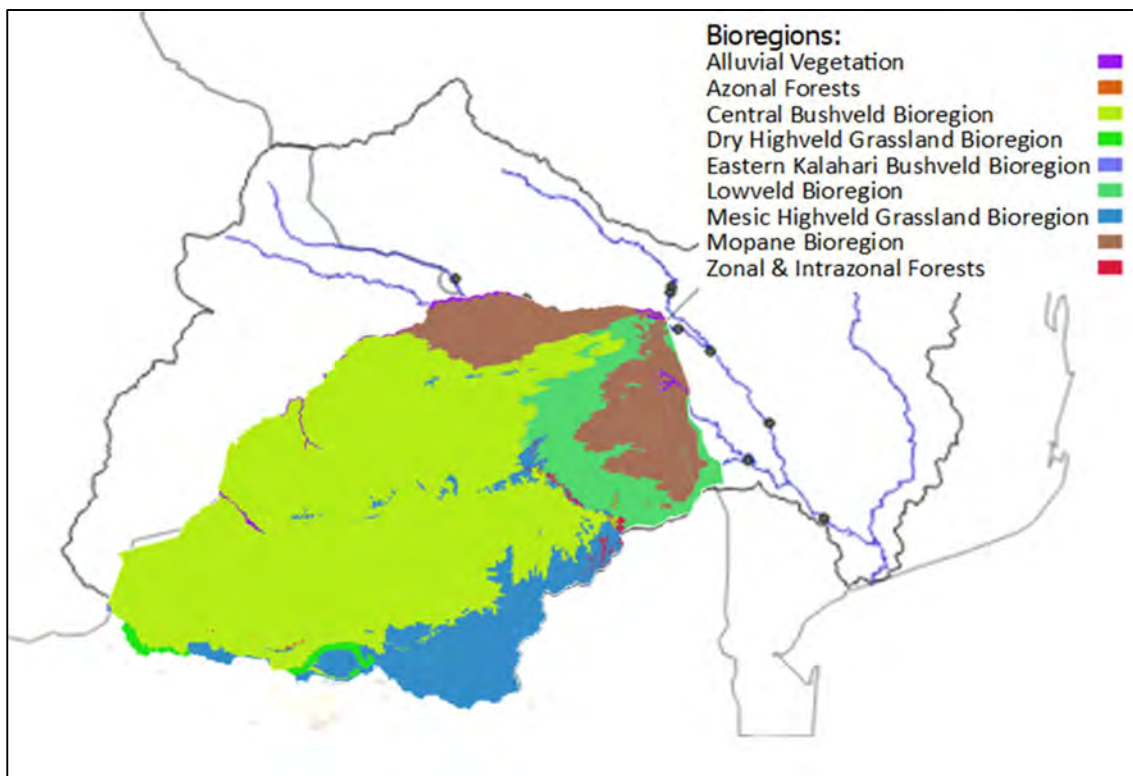 Bioregions:
Alluvial Vegetation
Azonal Forests
Central Bushveld Bioregion
Dry Highveld Grassland Bioregion
Eastern Kalahari Bushveld Bioregion
Lowveld Bioregion
Mesic Highveld Grassland Bioregion
Mopane Bioregion
Zonal & Intrazonal Forests